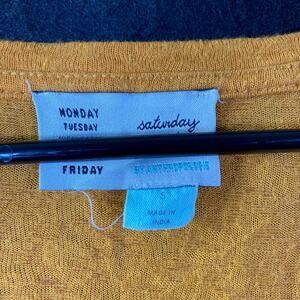 MONDAY
TUESDAY
saturday
FRIDAY
BY ANTHROPOLOGIE
S
MADE IN
INDIA